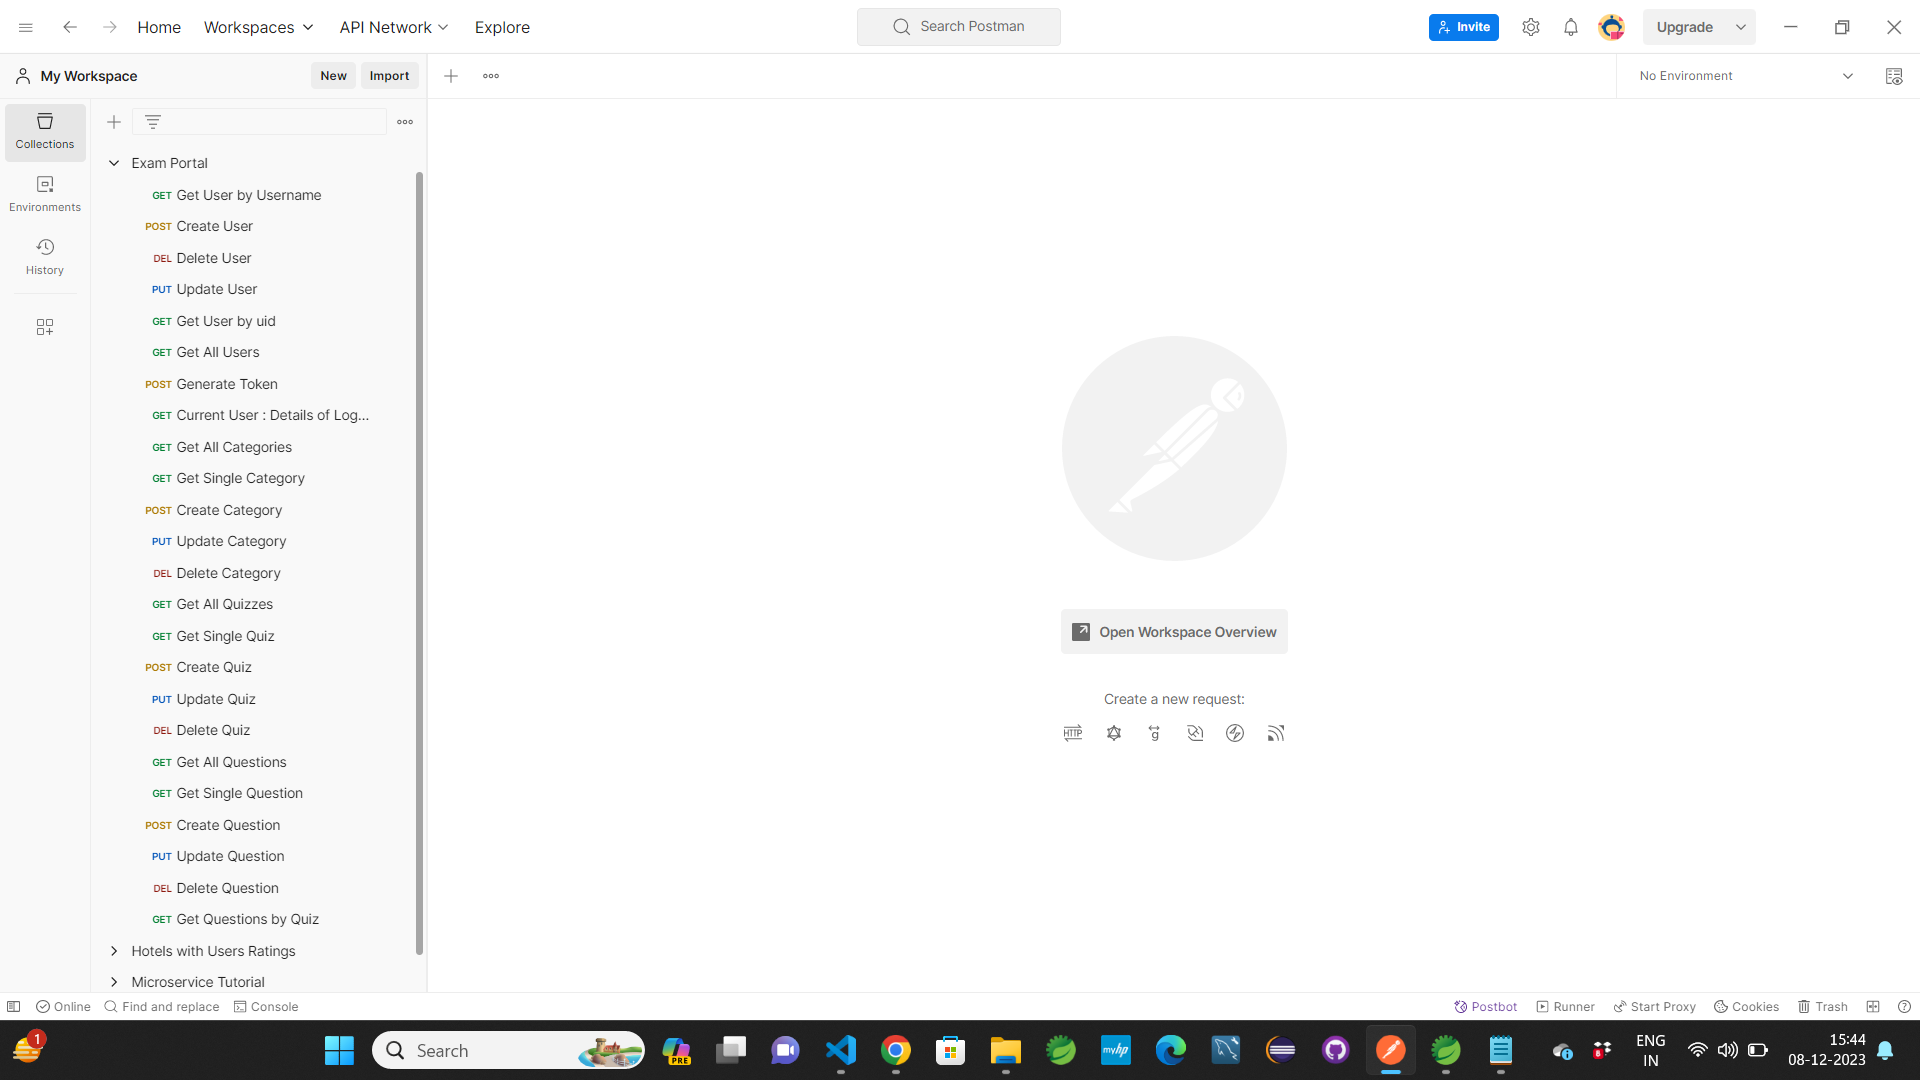 Home Workspaces API Network Explore Search Postman Invite Upgrade
My Workspace New Import No Environment
Collections
Environments
History
Exam Portal
GET Get User by Username
POST Create User
DEL Delete User
PUT Update User
GET Get User by uid
GET Get All Users
POST Generate Token
GET Current User : Details of Log...
GET Get All Categories
GET Get Single Category
POST Create Category
PUT Update Category
DEL Delete Category
GET Get All Quizzes
GET Get Single Quiz
POST Create Quiz
PUT Update Quiz
DEL Delete Quiz
GET Get All Questions
GET Get Single Question
POST Create Question
PUT Update Question
DEL Delete Question
GET Get Questions by Quiz
Hotels with Users Ratings
Microservice Tutorial
Open Workspace Overview
Create a new request:
HTTP g
Online Find and replace Console Postbot Runner Start Proxy Cookies Trash
1 Search PRE myhp 8 ENG 15:44
IN 08-12-2023